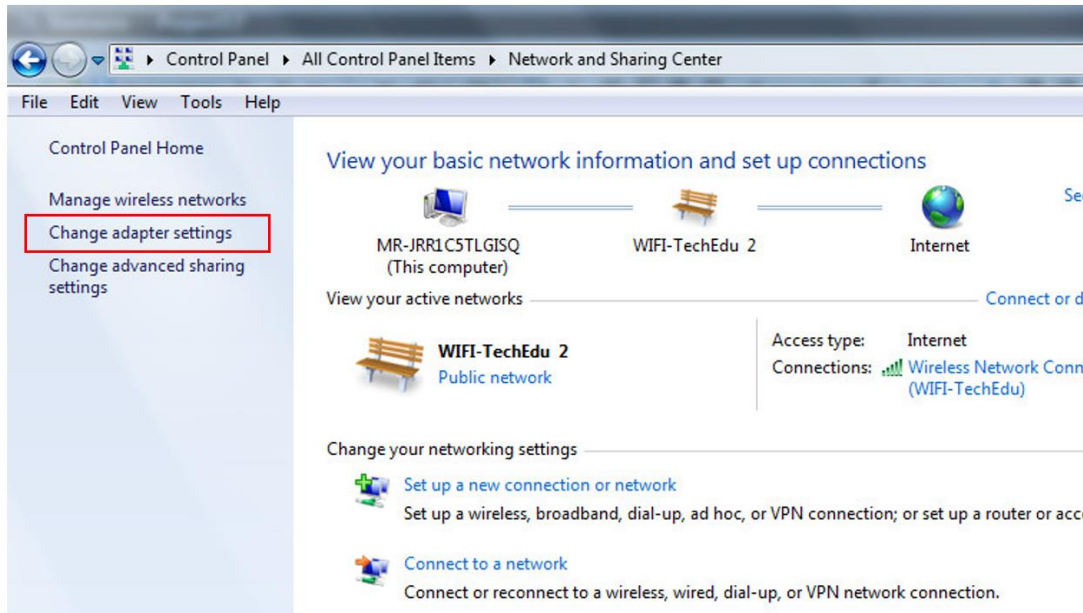 Control Panel ▸ All Control Panel Items ▸ Network and Sharing Center
File Edit View Tools Help
Control Panel Home
Manage wireless networks
Change adapter settings
Change advanced sharing
settings
View your basic network information and set up connections
MR-JRR1C5TLGISQ
(This computer)
WIFI-TechEdu 2
Internet
View your active networks
Connect or
WIFI-TechEdu 2
Public network
Access type: Internet
Connections: Wireless Network
(WIFI-TechEdu)
Change your networking settings
Set up a new connection or network
Set up a wireless, broadband, dial-up, ad hoc, or VPN connection; or set up a router or
Connect to a network
Connect or reconnect to a wireless, wired, dial-up, or VPN network connection.